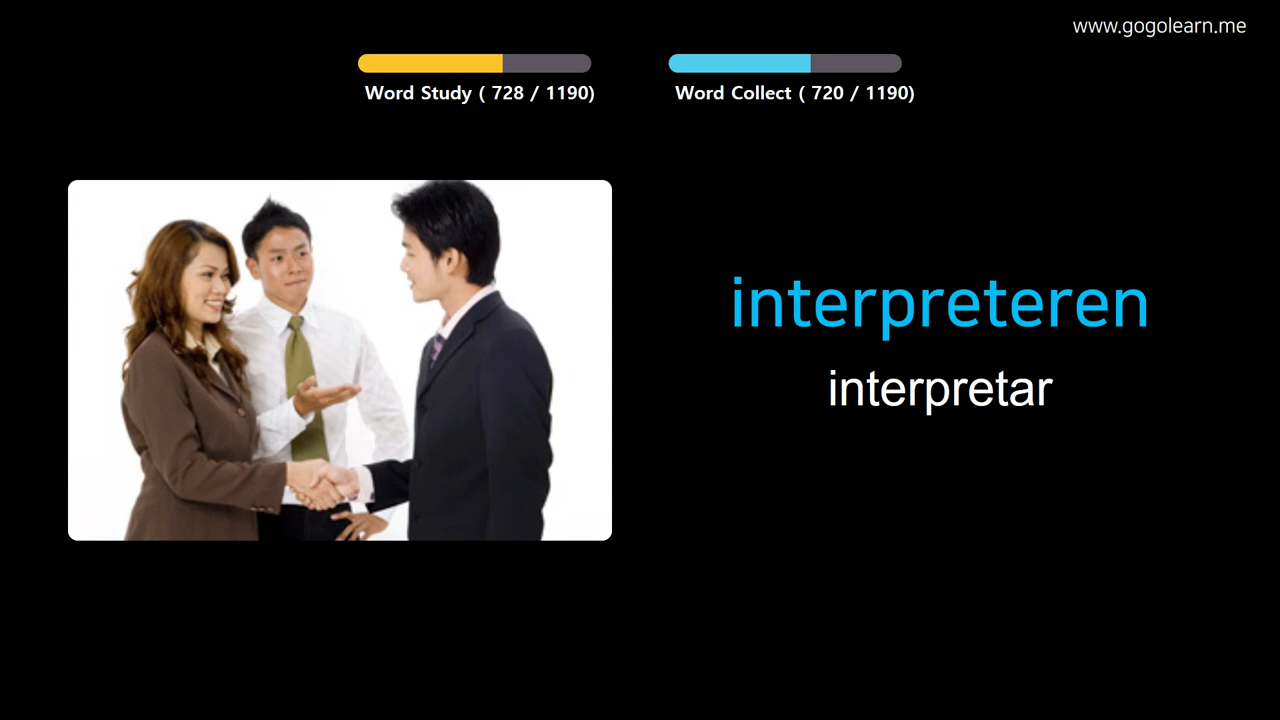 www.gogolearn.me
Word Study ( 728 / 1190)
Word Collect ( 720 / 1190)
interpreteren
interpretar